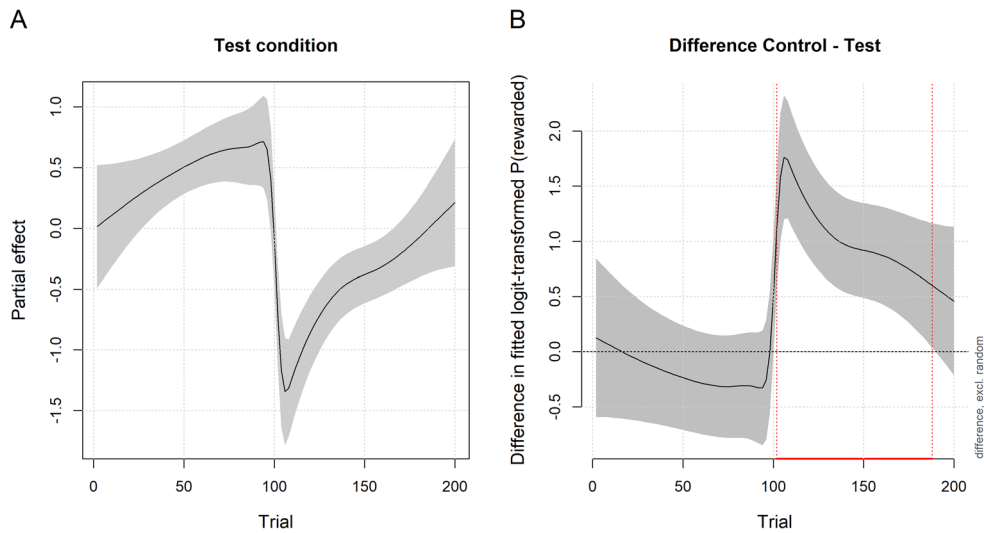 A
Test condition
Partial effect
1.0
0.5
0.0
-0.5
-1.0
-1.5
0
50
100
150
200
Trial
B
Difference Control - Test
Difference in fitted logit-transformed P(rewarded)
2.0
1.5
1.0
0.5
0.0
-0.5
0
50
100
150
200
Trial
difference, excl. random